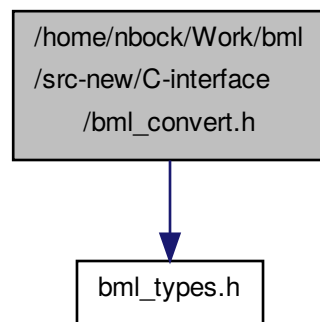 /home/nbock/Work/bml
/src-new/C-interface
/bml_convert.h
bml_types.h